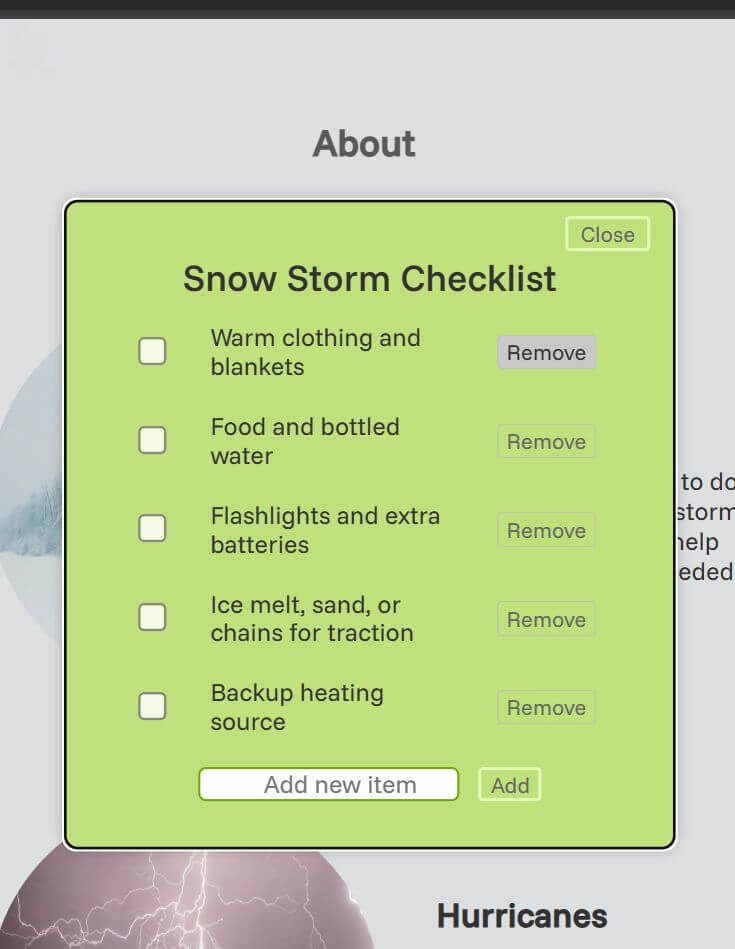 About
Close
Snow Storm Checklist
Warm clothing and
blankets
Remove
Food and bottled
water
Remove
Flashlights and extra
batteries
Remove
Ice melt, sand, or
chains for traction
Remove
Backup heating
source
Remove
Add new item
Add
to do
storm
help
eded
Hurricanes